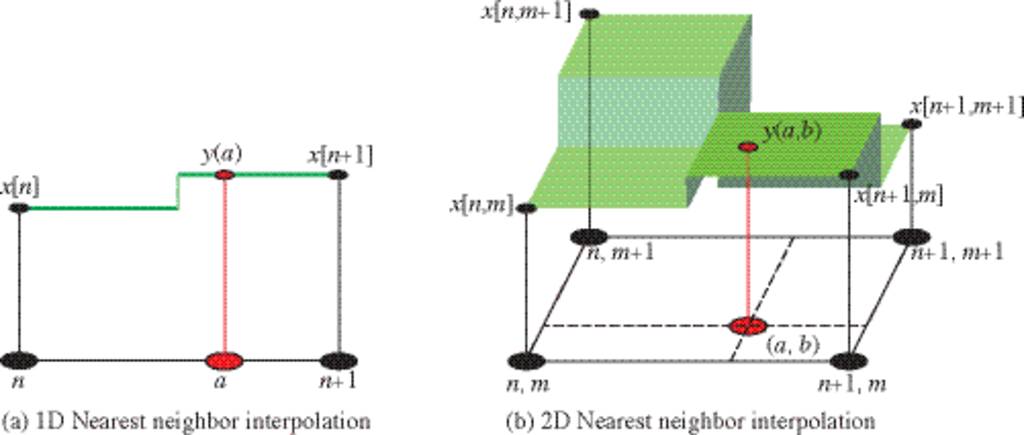 x[n]
y(a)
x[n+1]
n
a
n+1
(a) 1D Nearest neighbor interpolation
x[n,m+1]
x[n+1,m+1]
y(a,b)
x[n,m]
x[n+1,m]
n, m+1
n+1, m+1
(a, b)
n, m
n+1, m
(b) 2D Nearest neighbor interpolation